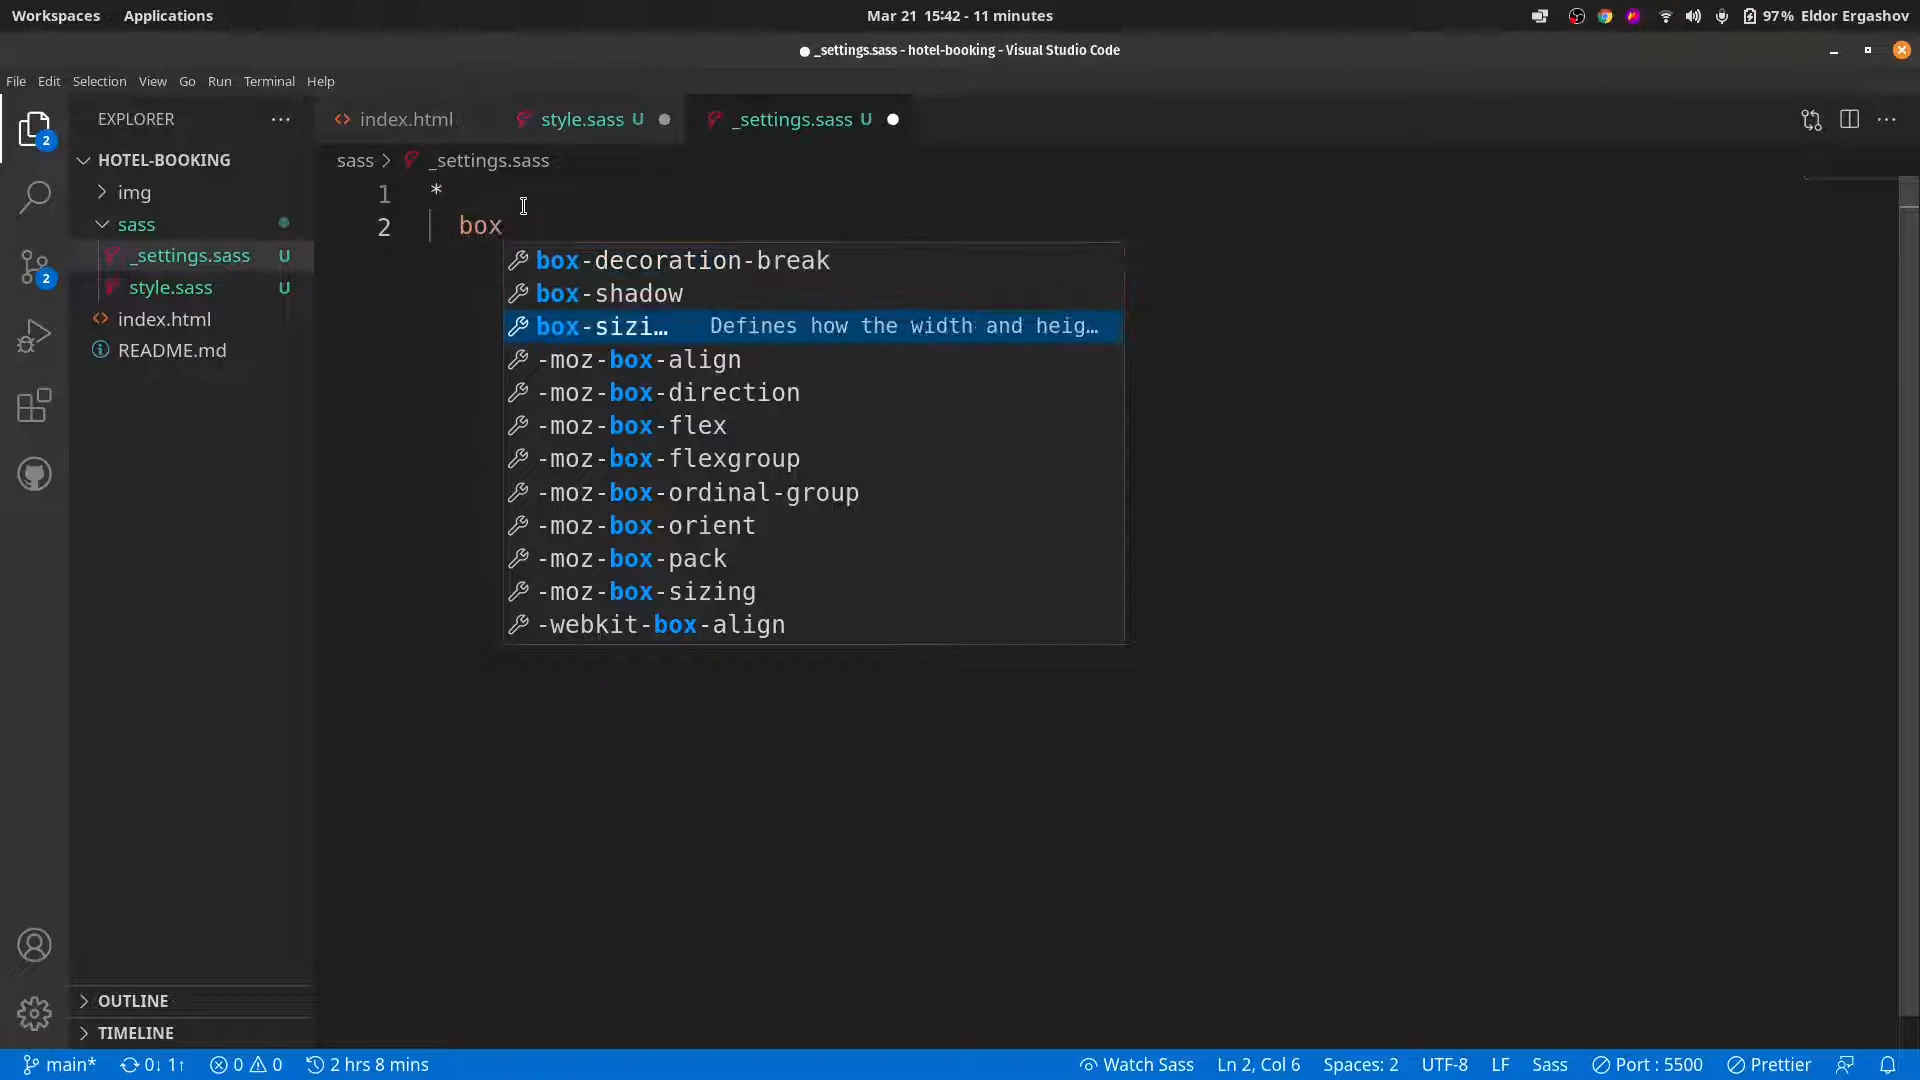 Workspaces Applications Mar 21 15:42 - 11 minutes 97% Eldor Ergashov
_settings.sass - hotel-booking - Visual Studio Code
File Edit Selection View Go Run Terminal Help
EXPLORER ··· index.html style.sass U _settings.sass U ···
2
HOTEL-BOOKING sass > _settings.sass
img
sass
_settings.sass U
style.sass U
index.html
README.md
2
1 *
2 box
box-decoration-break
box-shadow
box-sizi… Defines how the width and heig…
-moz-box-align
-moz-box-direction
-moz-box-flex
-moz-box-flexgroup
-moz-box-ordinal-group
-moz-box-orient
-moz-box-pack
-moz-box-sizing
-webkit-box-align
OUTLINE
TIMELINE
main* 0↓ 1↑ 0 0 2 hrs 8 mins Watch Sass Ln 2, Col 6 Spaces: 2 UTF-8 LF Sass Port : 5500 Prettier